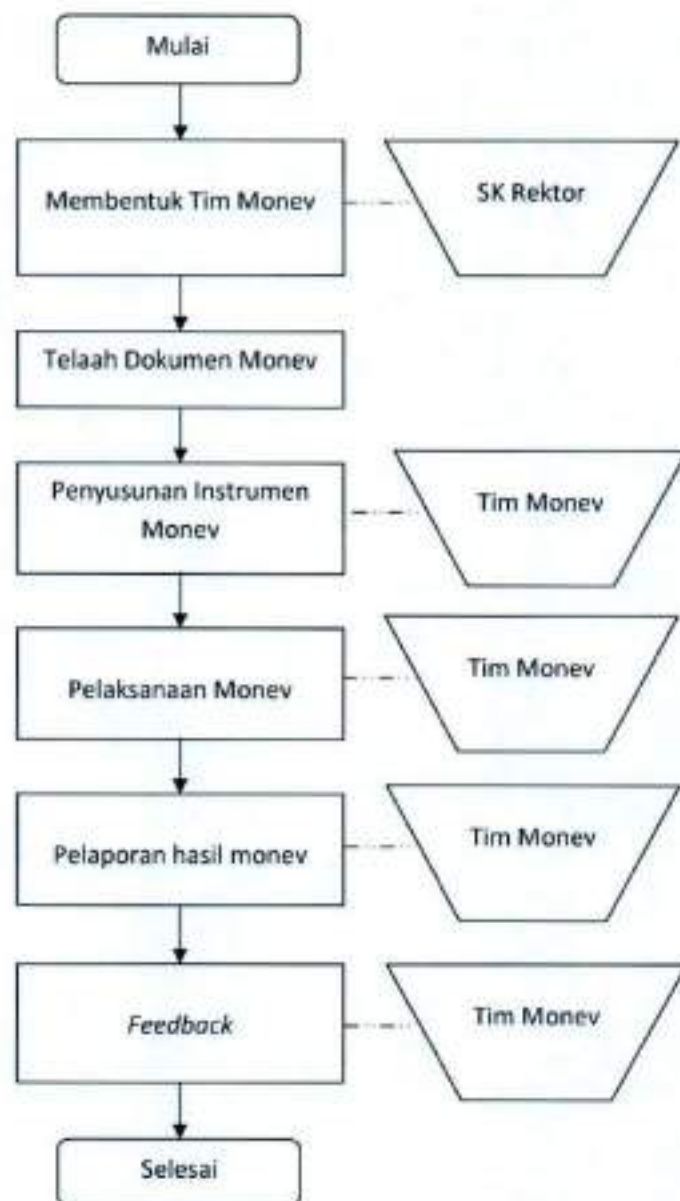 Mulai
Membentuk Tim Monev
SK Rektor
Telaah Dokumen Monev
Penyusunan Instrumen
Monev
Tim Monev
Pelaksanaan Monev
Tim Monev
Pelaporan hasil monev
Tim Monev
Feedback
Tim Monev
Selesai